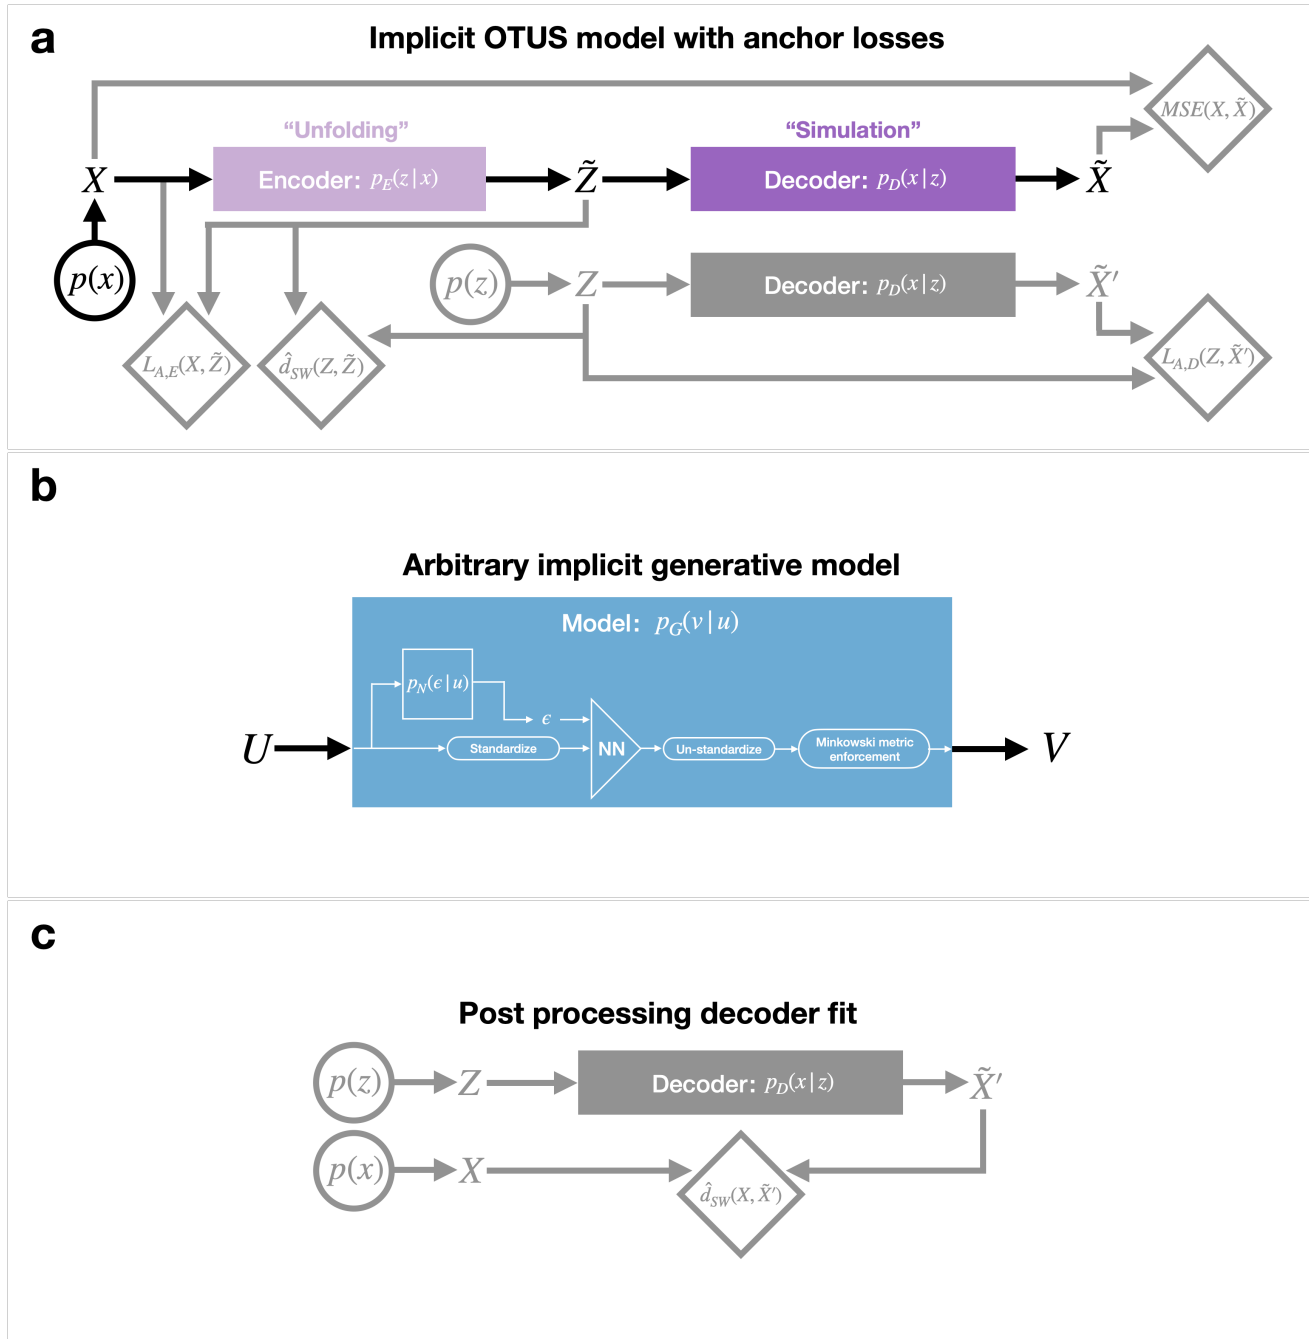 a
Implicit OTUS model with anchor losses
“Unfolding”
“Simulation”
MSE(X, X̃)
X
Encoder: p_E(z | x)
Z̃
Decoder: p_D(x | z)
X̃
p(x)
p(z)
Z
Decoder: p_D(x | z)
X̃′
L_{A,E}(X, Z̃)
d̂_{SW}(Z, Z̃)
L_{A,D}(Z, X̃′)
b
Arbitrary implicit generative model
Model: p_G(v | u)
p_N(ϵ | u)
ϵ
U
Standardize
NN
Un-standardize
Minkowski metric
enforcement
V
c
Post processing decoder fit
p(z)
Z
Decoder: p_D(x | z)
X̃′
p(x)
X
d̂_{SW}(X, X̃′)